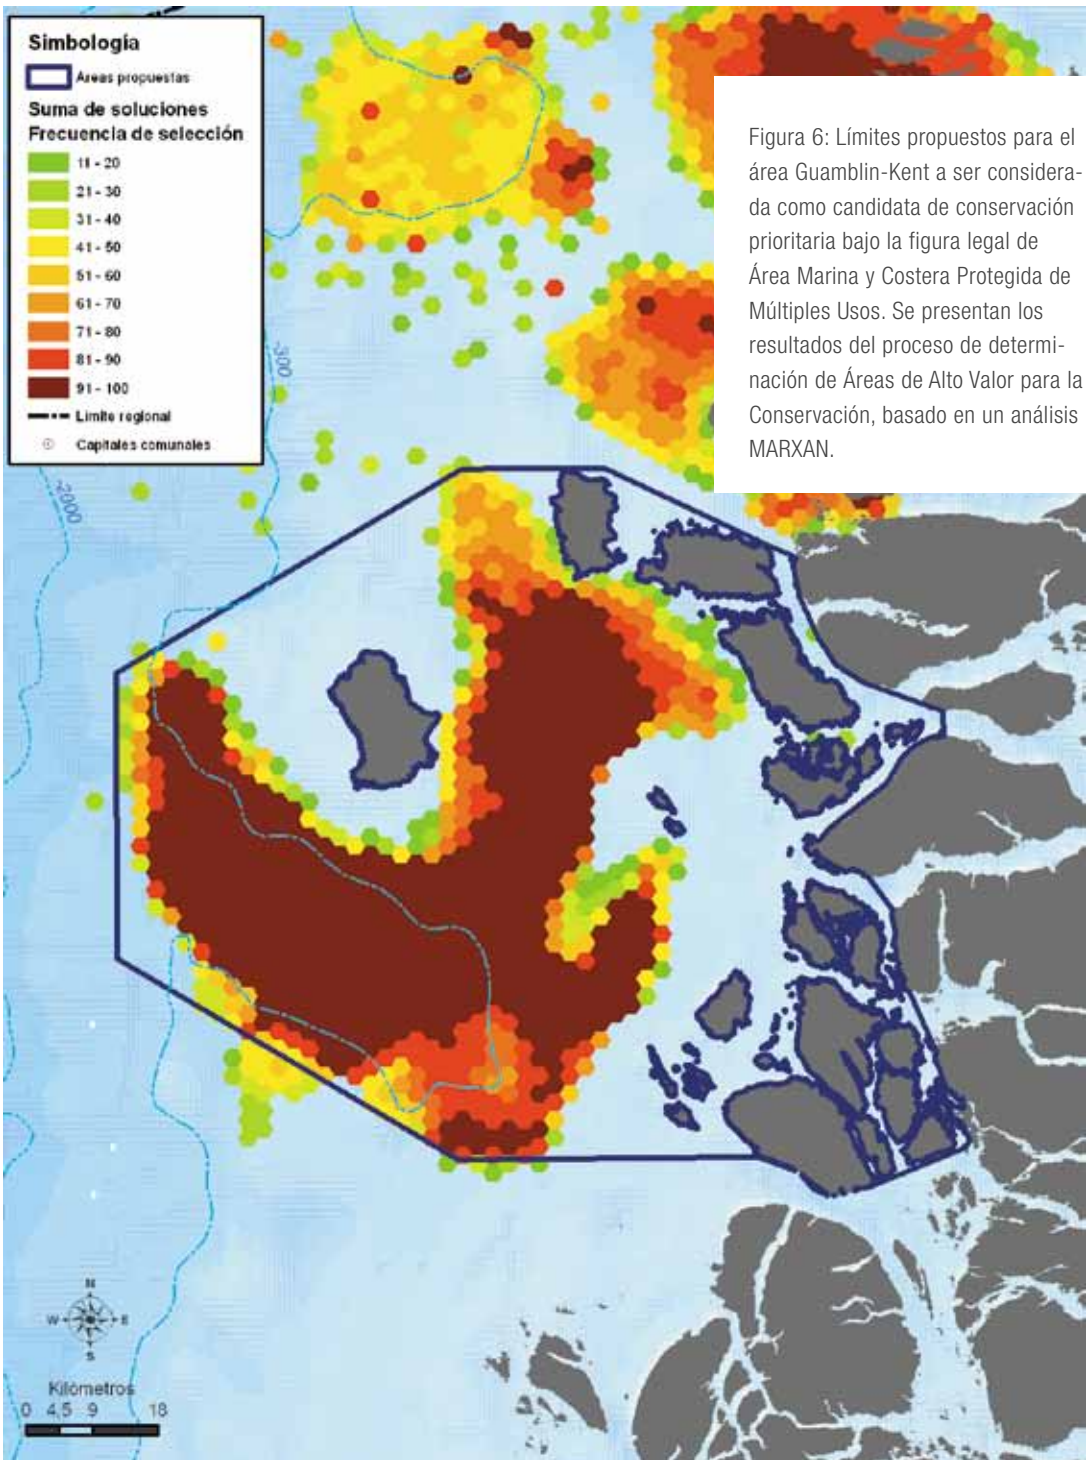 Simbología
Áreas propuestas
Suma de soluciones
Frecuencia de selección
11 - 20
21 - 30
31 - 40
41 - 50
51 - 60
61 - 70
71 - 80
81 - 90
91 - 100
Límite regional
Capitales comunales
Figura 6: Límites propuestos para el
área Guamblin-Kent a ser considera-
da como candidata de conservación
prioritaria bajo la figura legal de
Área Marina y Costera Protegida de
Múltiples Usos. Se presentan los
resultados del proceso de determi-
nación de Áreas de Alto Valor para la
Conservación, basado en un análisis
MARXAN.
-300
-2000
N
W E
S
Kilómetros
0 4,5 9 18